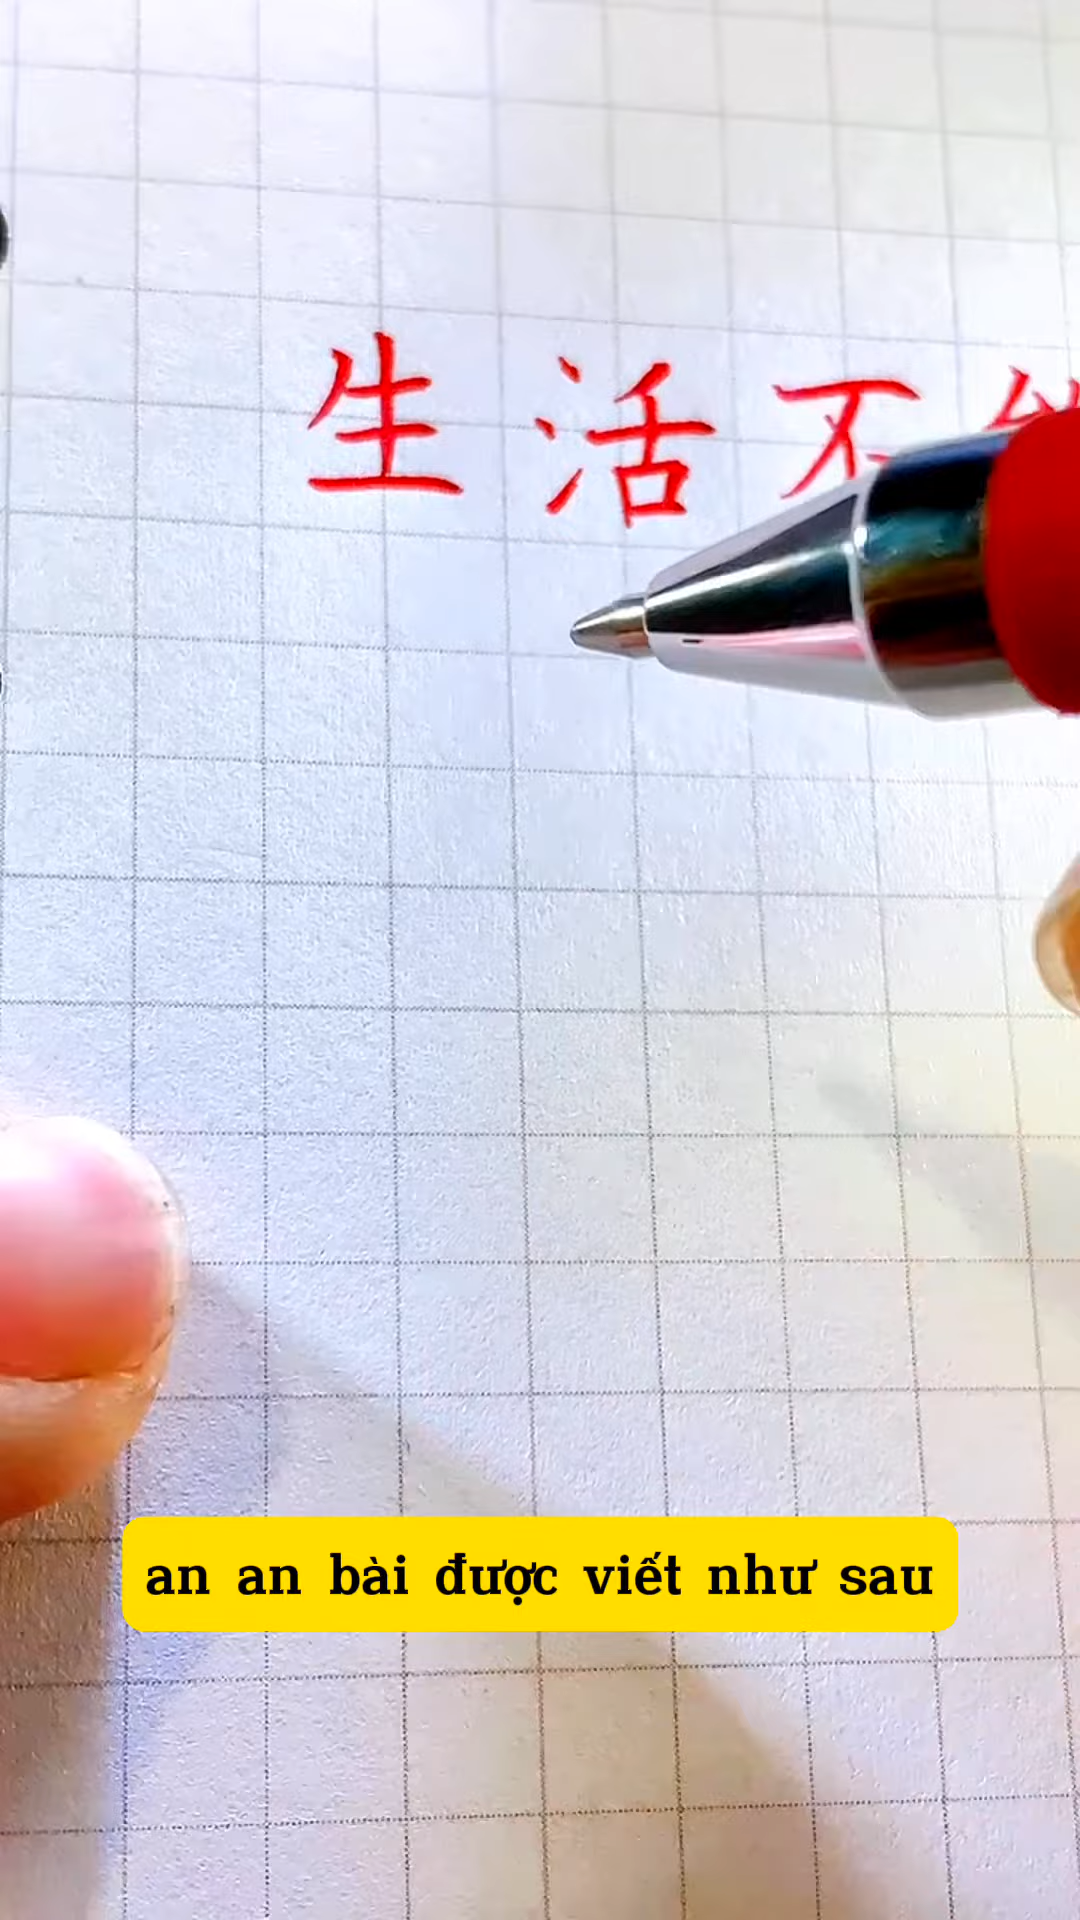 生活不
an an bài được viết như sau